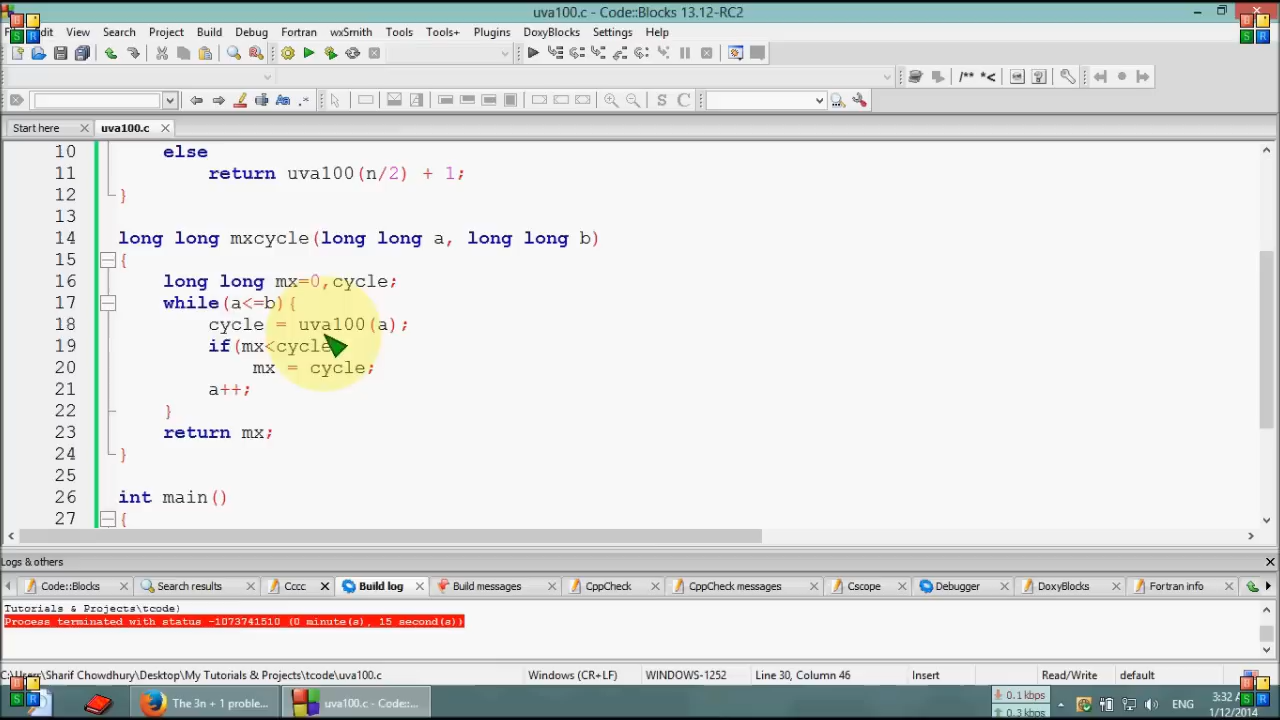 uva100.c - Code::Blocks 13.12-RC2
View Search Project Build Debug Fortran wxSmith Tools Tools+ Plugins DoxyBlocks Settings Help
Start here uva100.c
10 else
11 return uva100(n/2) + 1;
12 }
13
14 long long mxcycle(long long a, long long b)
15 {
16 long long mx=0,cycle;
17 while(a<=b){
18 cycle = uva100(a);
19 if(mx<cycle
20 mx = cycle;
21 a++;
22 }
23 return mx;
24 }
25
26 int main()
27 {
Logs & others
Code::Blocks Search results Cccc Build log Build messages CppCheck CppCheck messages Cscope Debugger DoxyBlocks Fortran info
Tutorials & Projects\tcode)
Process terminated with status -1073741510 (0 minute(s), 15 second(s))
C:\Users\Sharif Chowdhury\Desktop\My Tutorials & Projects\tcode\uva100.c Windows (CR+LF) WINDOWS-1252 Line 30, Column 46 Insert Read/Write default
The 3n + 1 proble... uva100.c - Code::... 0.1 kbps 0.3 kbps ENG 3:32
1/12/2014